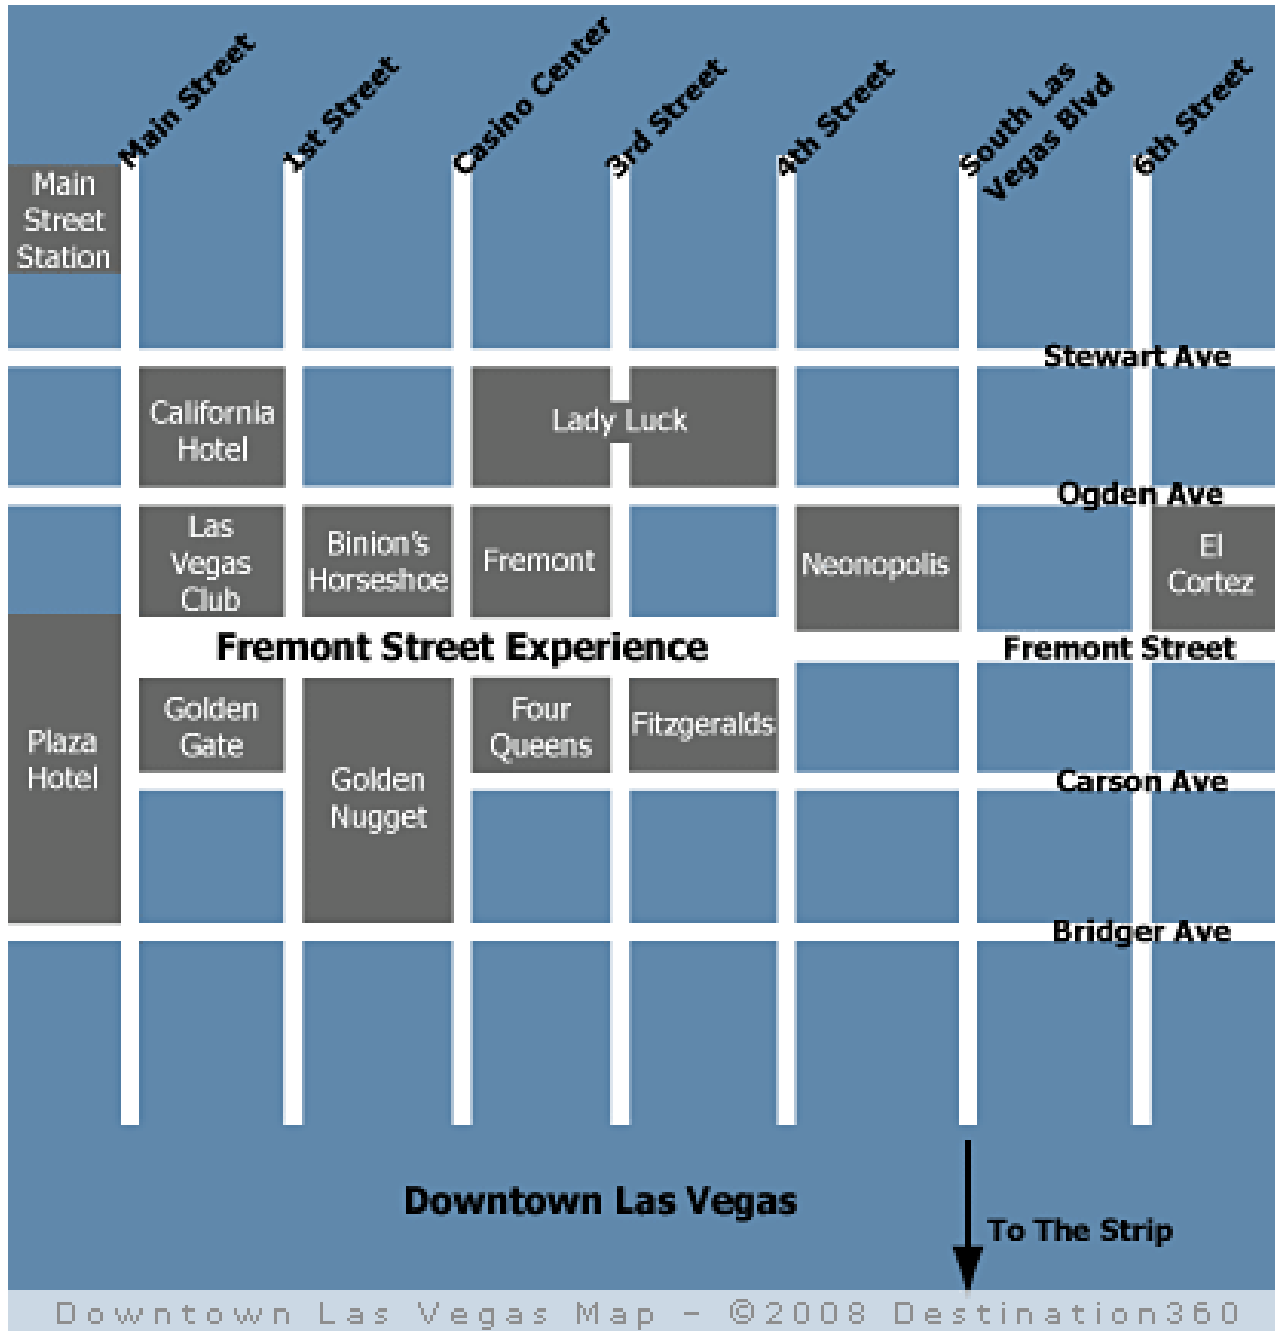 Main Street
1st Street
Casino Center
3rd Street
4th Street
South Las
Vegas Blvd
6th Street
Main
Street
Station
Stewart Ave
California
Hotel
Lady Luck
Ogden Ave
Las
Vegas
Club
Binion's
Horseshoe
Fremont
Neonopolis
El
Cortez
Fremont Street Experience
Fremont Street
Plaza
Hotel
Golden
Gate
Golden
Nugget
Four
Queens
Fitzgeralds
Carson Ave
Bridger Ave
Downtown Las Vegas
To The Strip
Downtown Las Vegas Map - ©2008 Destination360